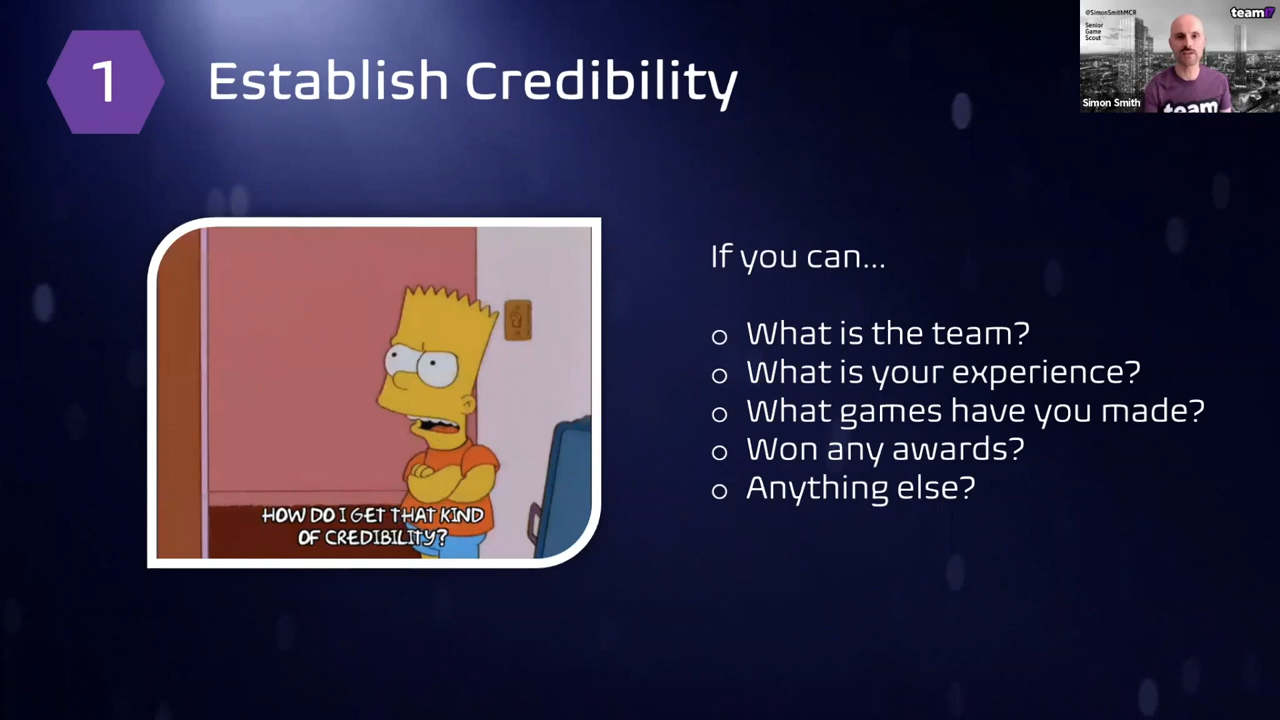 1
Establish Credibility
@SimonSmithMCR
Senior
Game
Scout
team17
Simon Smith
team
If you can...
o What is the team?
o What is your experience?
o What games have you made?
o Won any awards?
o Anything else?
HOW DO I GET THAT KIND
OF CREDIBILITY?